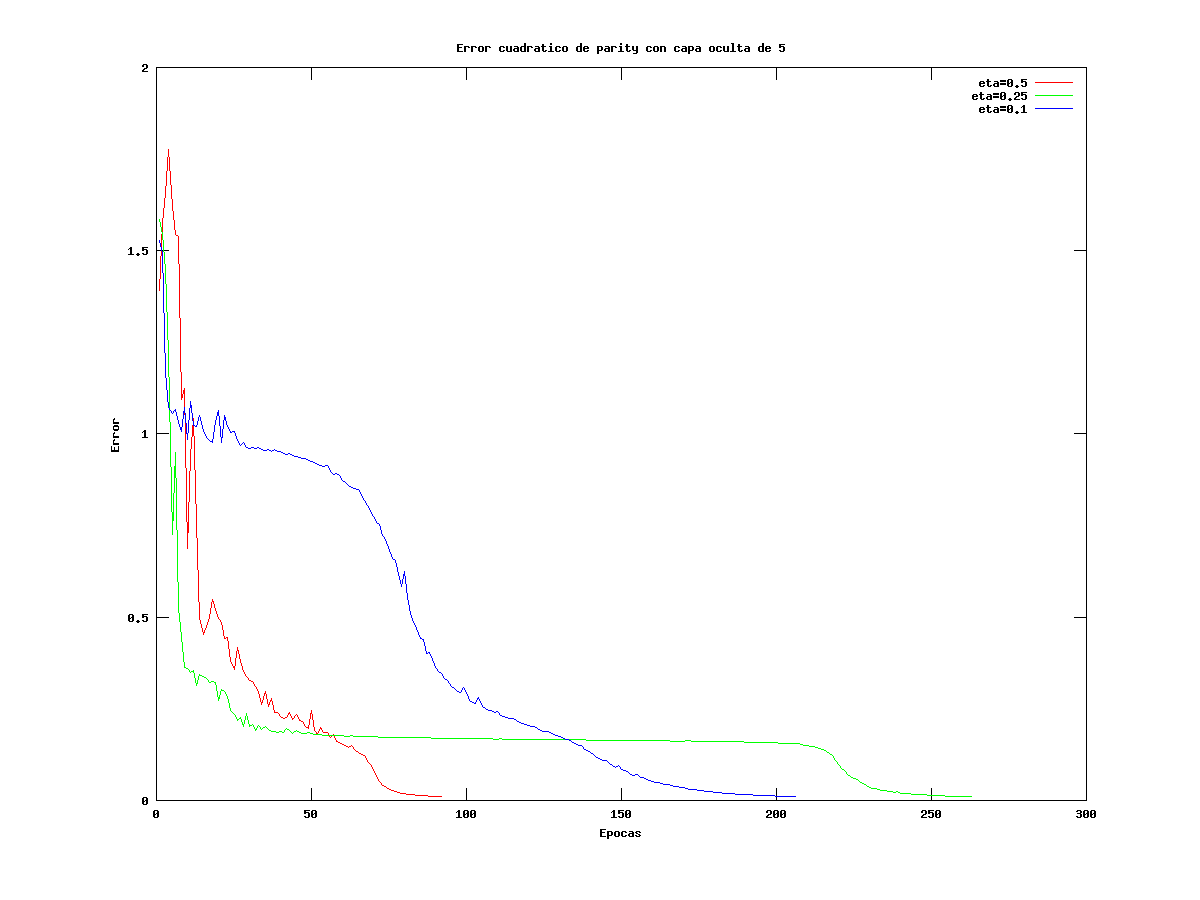 Error cuadratico de parity con capa oculta de 5
2
eta=0.5
eta=0.25
eta=0.1
1.5
1
Error
0.5
0
0 50 100 150 200 250 300
Epocas